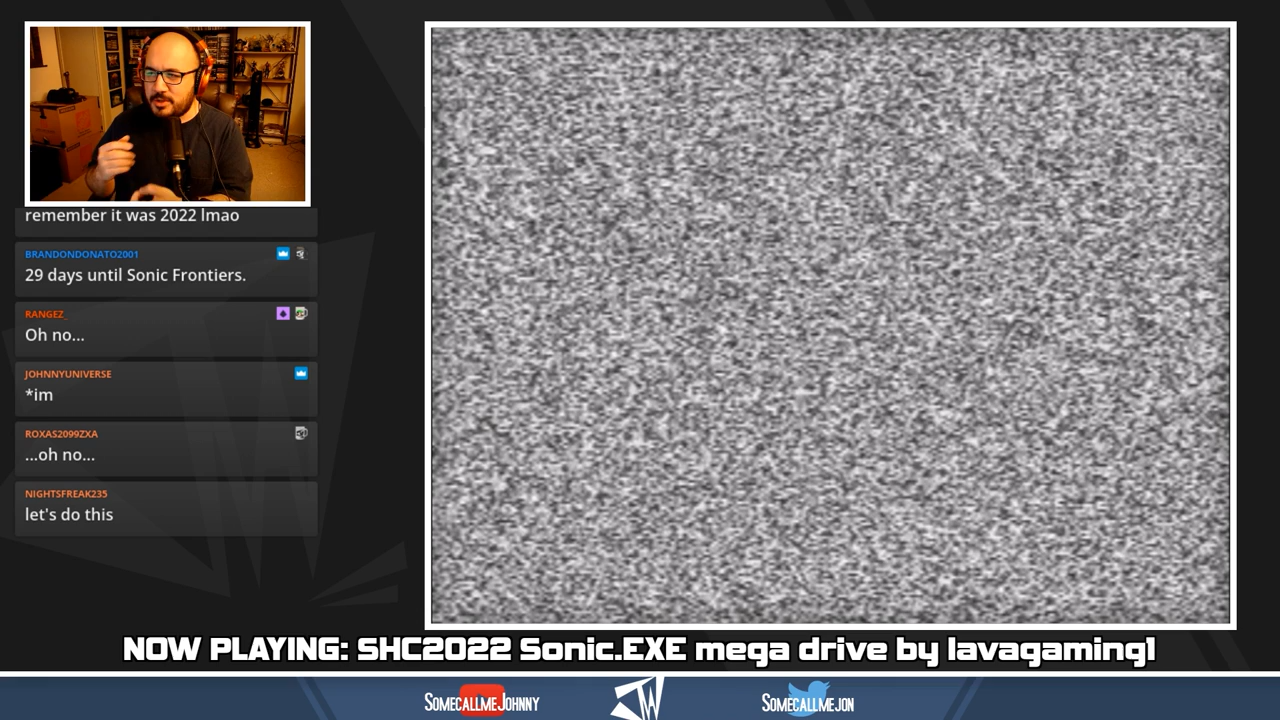 remember it was 2022 lmao
BRANDONDONATO2001
29 days until Sonic Frontiers.
RANGEZ_
Oh no...
JOHNNYUNIVERSE
*im
ROXAS2099ZXA
...oh no...
NIGHTSFREAK235
let's do this
NOW PLAYING: SHC2022 Sonic.EXE mega drive by lavagaming1
SOMECALLMEJOHNNY
SOMECALLMEJON